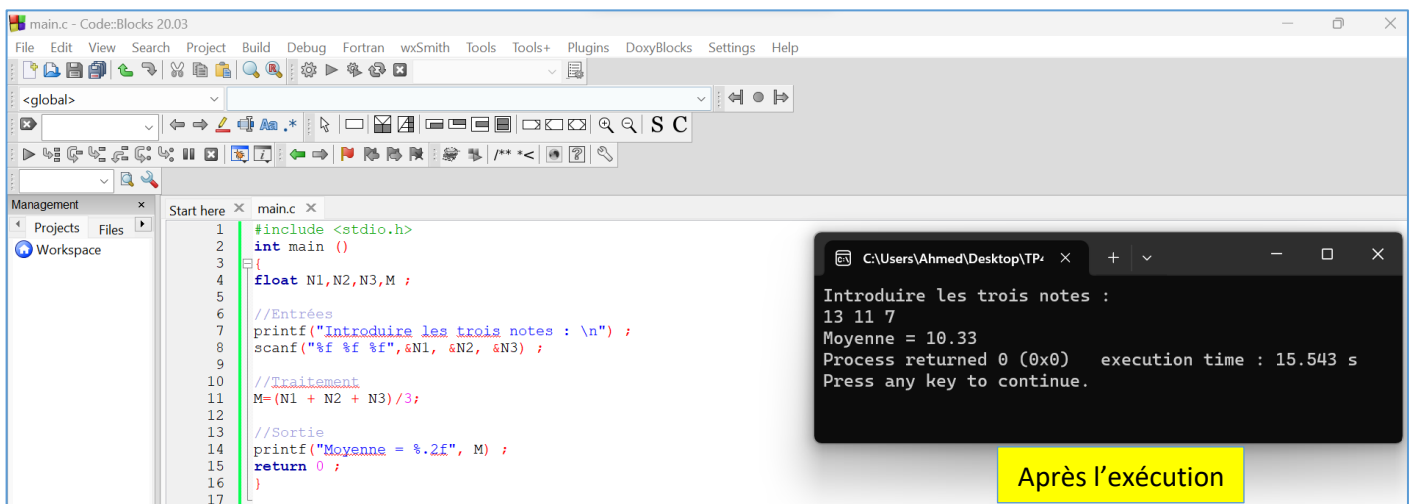 main.c - Code::Blocks 20.03
File Edit View Search Project Build Debug Fortran wxSmith Tools Tools+ Plugins DoxyBlocks Settings Help
<global>
Aa .* S C
/** *<
Management ×
Projects Files
Workspace
Start here × main.c ×
1 #include <stdio.h>
2 int main ()
3 {
4 float N1,N2,N3,M ;
5
6 //Entrées
7 printf("Introduire les trois notes : \n") ;
8 scanf("%f %f %f",&N1, &N2, &N3) ;
9
10 //Traitement
11 M=(N1 + N2 + N3)/3;
12
13 //Sortie
14 printf("Moyenne = %.2f", M) ;
15 return 0 ;
16 }
17
C:\Users\Ahmed\Desktop\TP4 ×
Introduire les trois notes :
13 11 7
Moyenne = 10.33
Process returned 0 (0x0) execution time : 15.543 s
Press any key to continue.
Après l’exécution